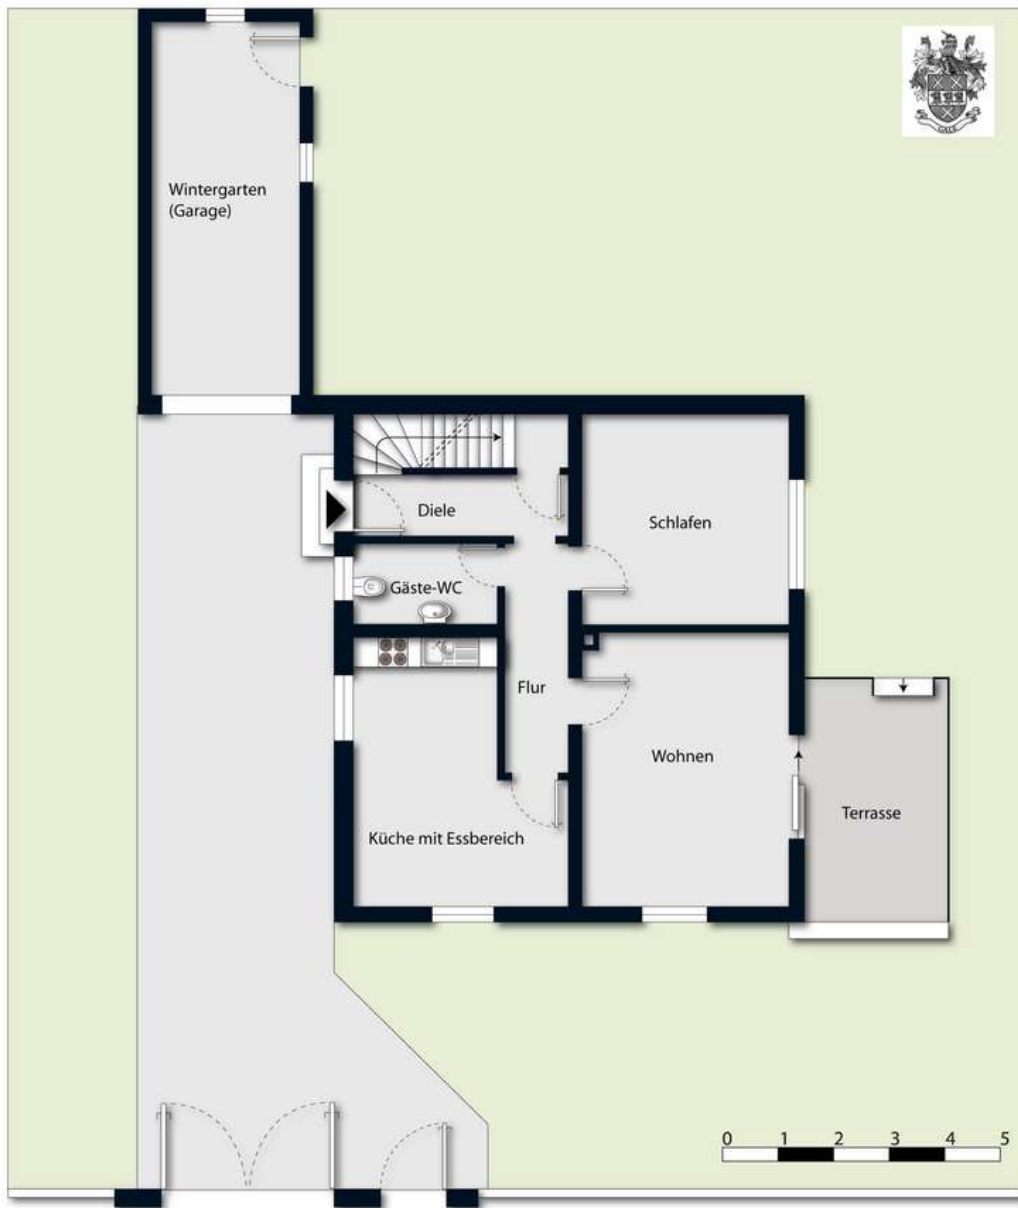 Wintergarten
(Garage)
Diele
Schlafen
Gäste-WC
Flur
Wohnen
Terrasse
Küche mit Essbereich
0 1 2 3 4 5